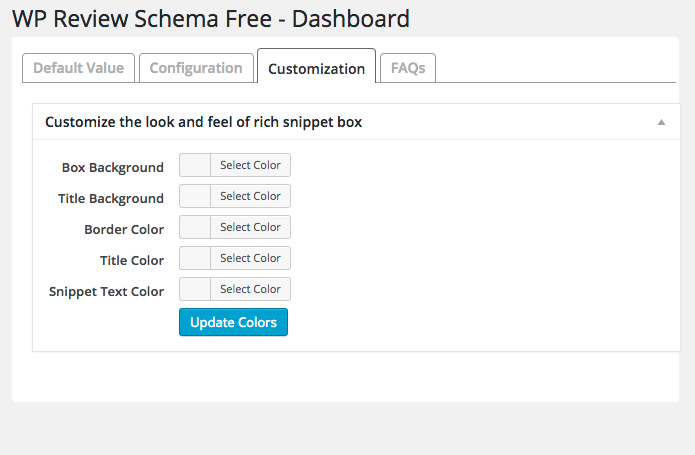 WP Review Schema Free - Dashboard
Default Value Configuration Customization FAQs
Customize the look and feel of rich snippet box
Box Background Select Color
Title Background Select Color
Border Color Select Color
Title Color Select Color
Snippet Text Color Select Color
Update Colors